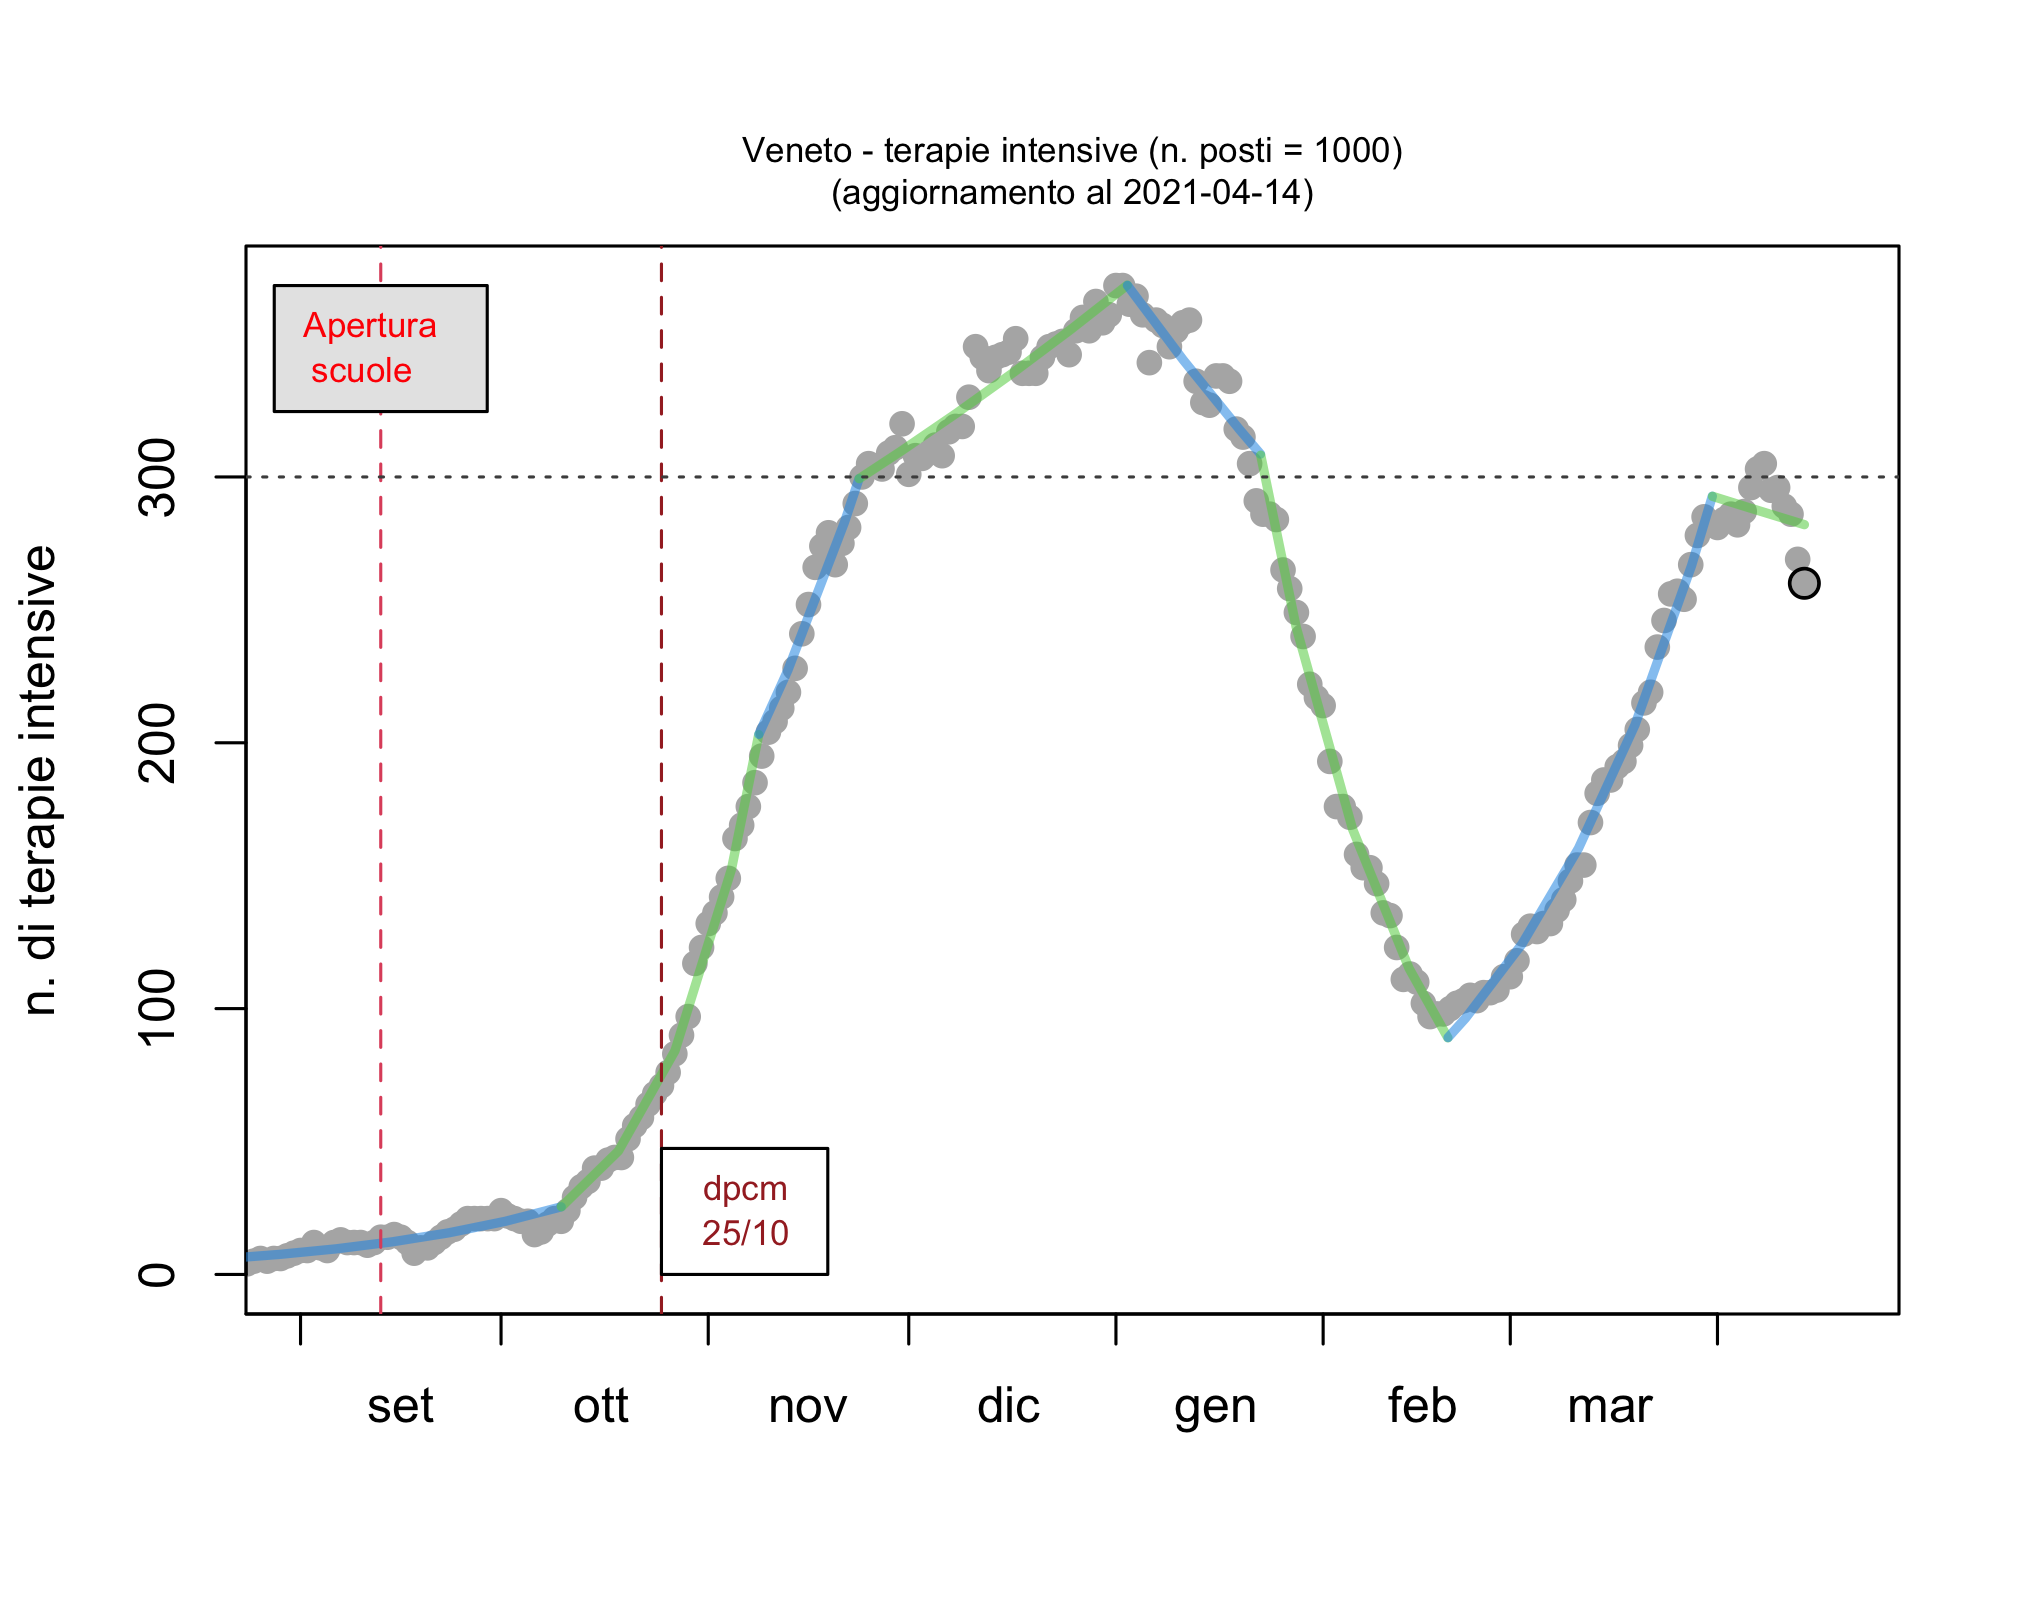 Veneto - terapie intensive (n. posti = 1000)
(aggiornamento al 2021-04-14)
Apertura
scuole
dpcm
25/10
n. di terapie intensive
300
200
100
0
set ott nov dic gen feb mar